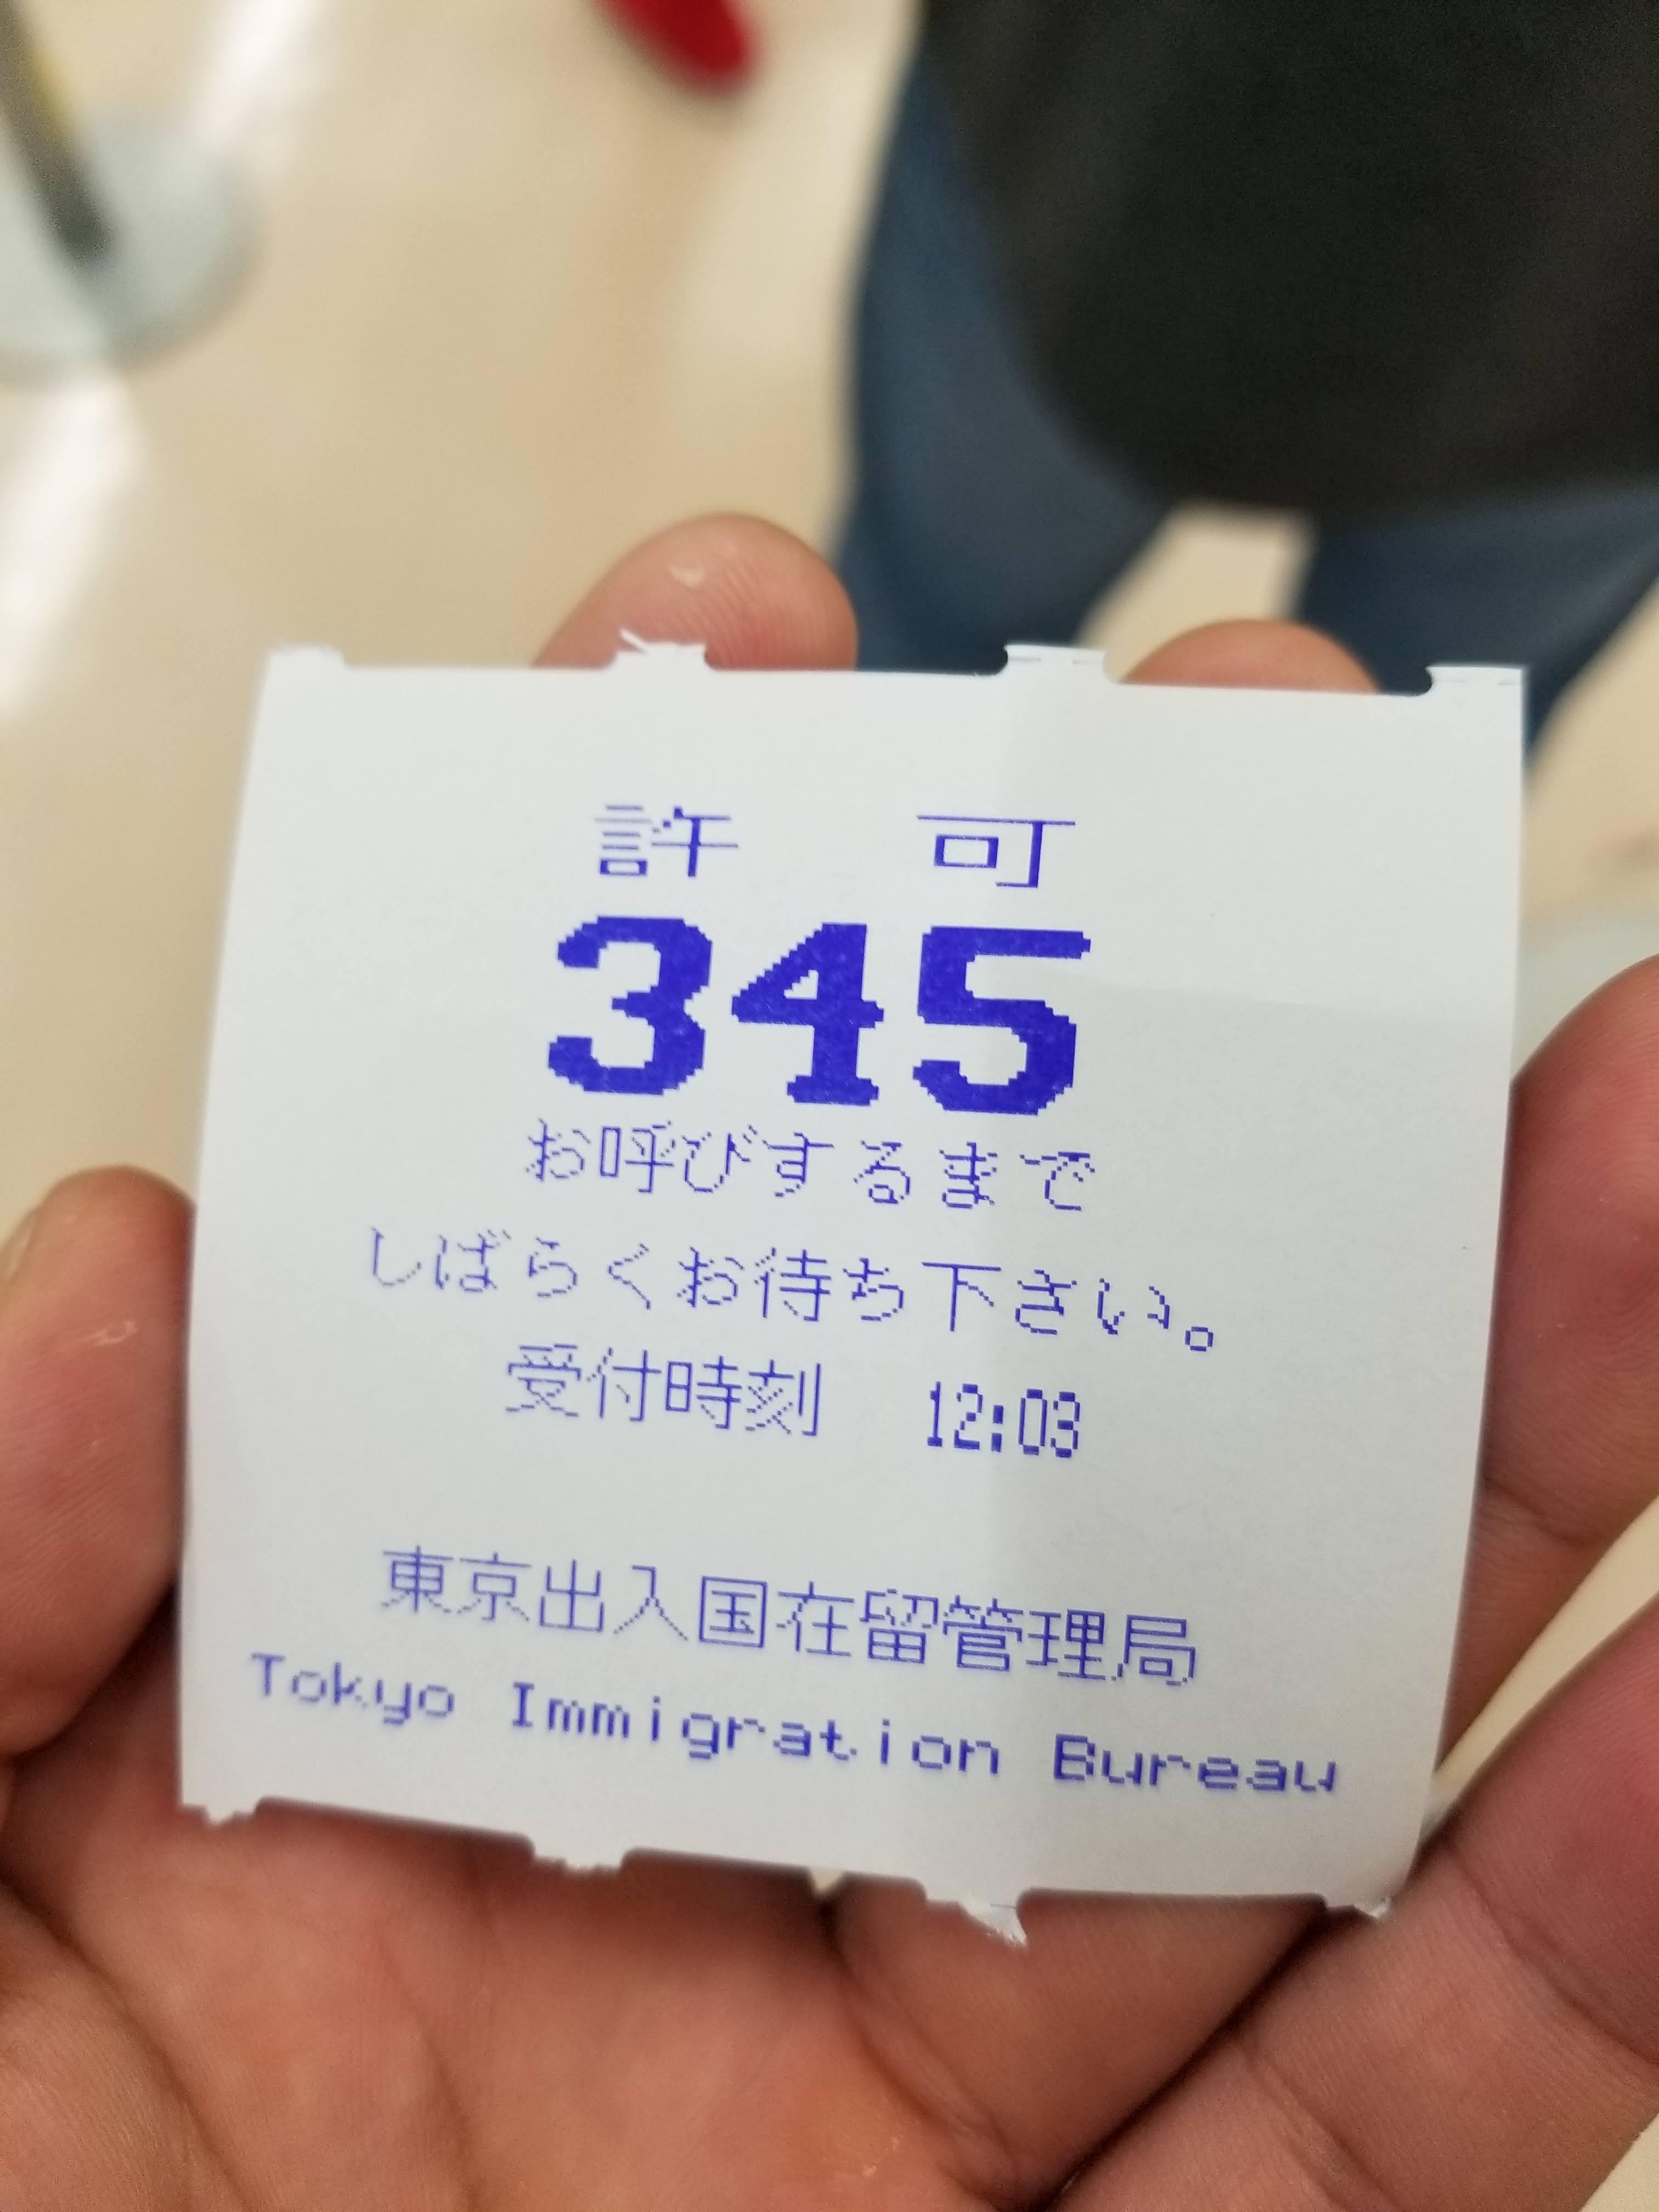 許 可
345
お呼びするまで
しばらくお待ち下さい。
受付時刻 12:03
東京出入国在留管理局
Tokyo Immigration Bureau